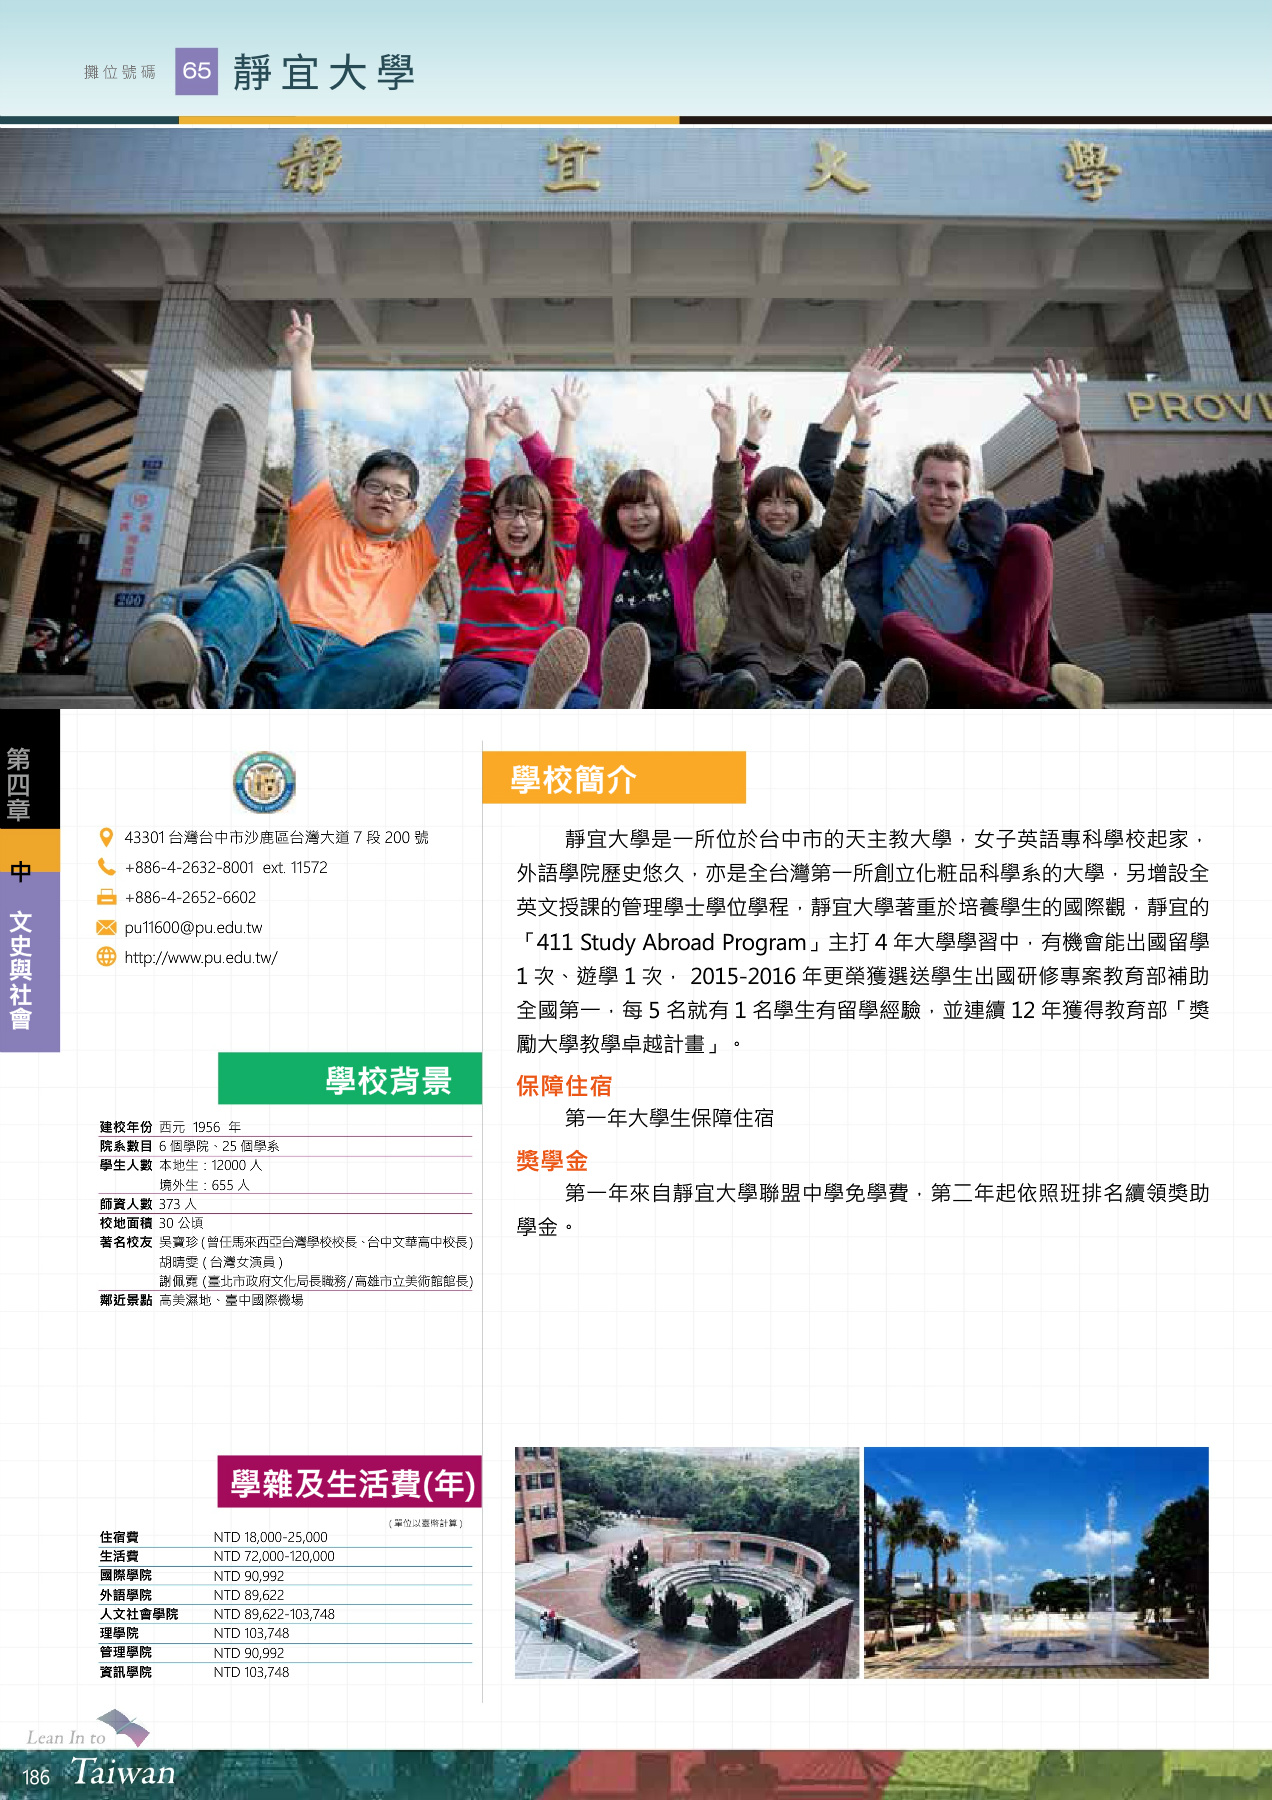 攤位號碼 65 靜宜大學
靜宜大學
PROVI
200
第四章
中
文史與社會
43301 台灣台中市沙鹿區台灣大道 7 段 200 號
+886-4-2632-8001 ext. 11572
+886-4-2652-6602
pu11600@pu.edu.tw
http://www.pu.edu.tw/
學校背景
建校年份 西元 1956 年
院系數目 6 個學院、25 個學系
學生人數 本地生：12000 人
境外生：655 人
師資人數 373 人
校地面積 30 公頃
著名校友 吳寶珍 (曾任馬來西亞台灣學校校長、台中文華高中校長)
胡晴雯 ( 台灣女演員 )
謝佩霓 (臺北市政府文化局長職務/高雄市立美術館館長)
鄰近景點 高美濕地、臺中國際機場
學雜及生活費(年)
( 單位以臺幣計算 )
住宿費 NTD 18,000-25,000
生活費 NTD 72,000-120,000
國際學院 NTD 90,992
外語學院 NTD 89,622
人文社會學院 NTD 89,622-103,748
理學院 NTD 103,748
管理學院 NTD 90,992
資訊學院 NTD 103,748
學校簡介
靜宜大學是一所位於台中市的天主教大學，女子英語專科學校起家，
外語學院歷史悠久，亦是全台灣第一所創立化粧品科學系的大學，另增設全
英文授課的管理學士學位學程，靜宜大學著重於培養學生的國際觀，靜宜的
「411 Study Abroad Program」主打 4 年大學學習中，有機會能出國留學
1 次、遊學 1 次， 2015-2016 年更榮獲選送學生出國研修專案教育部補助
全國第一，每 5 名就有 1 名學生有留學經驗，並連續 12 年獲得教育部「獎
勵大學教學卓越計畫」。
保障住宿
第一年大學生保障住宿
獎學金
第一年來自靜宜大學聯盟中學免學費，第二年起依照班排名續領獎助
學金。
Lean In to
186 Taiwan